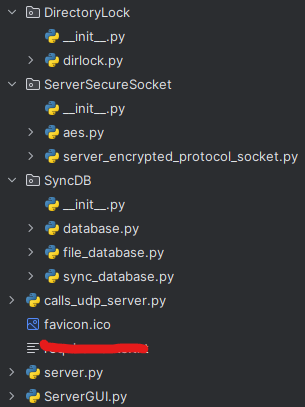 DirectoryLock
__init__.py
dirlock.py
ServerSecureSocket
__init__.py
aes.py
server_encrypted_protocol_socket.py
SyncDB
__init__.py
database.py
file_database.py
sync_database.py
calls_udp_server.py
favicon.ico
server.py
ServerGUI.py